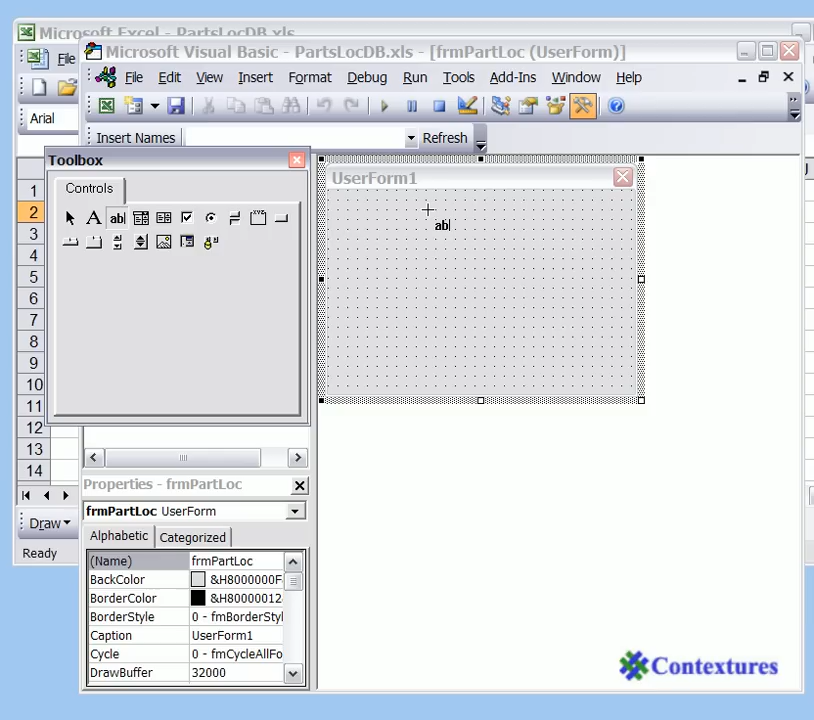 Microsoft Excel - PartsLocDB.xls
Microsoft Visual Basic - PartsLocDB.xls - [frmPartLoc (UserForm)]
File
File Edit View Insert Format Debug Run Tools Add-Ins Window Help
Arial
Insert Names Refresh
Toolbox
Controls
A ab|
UserForm1
ab|
1
2
3
4
5
6
7
8
9
10
11
12
13
14
Properties - frmPartLoc
frmPartLoc UserForm
Draw
Alphabetic Categorized
Ready
(Name) frmPartLoc
BackColor &H8000000F
BorderColor &H80000012
BorderStyle 0 - fmBorderStyl
Caption UserForm1
Cycle 0 - fmCycleAllFo
DrawBuffer 32000
Contextures